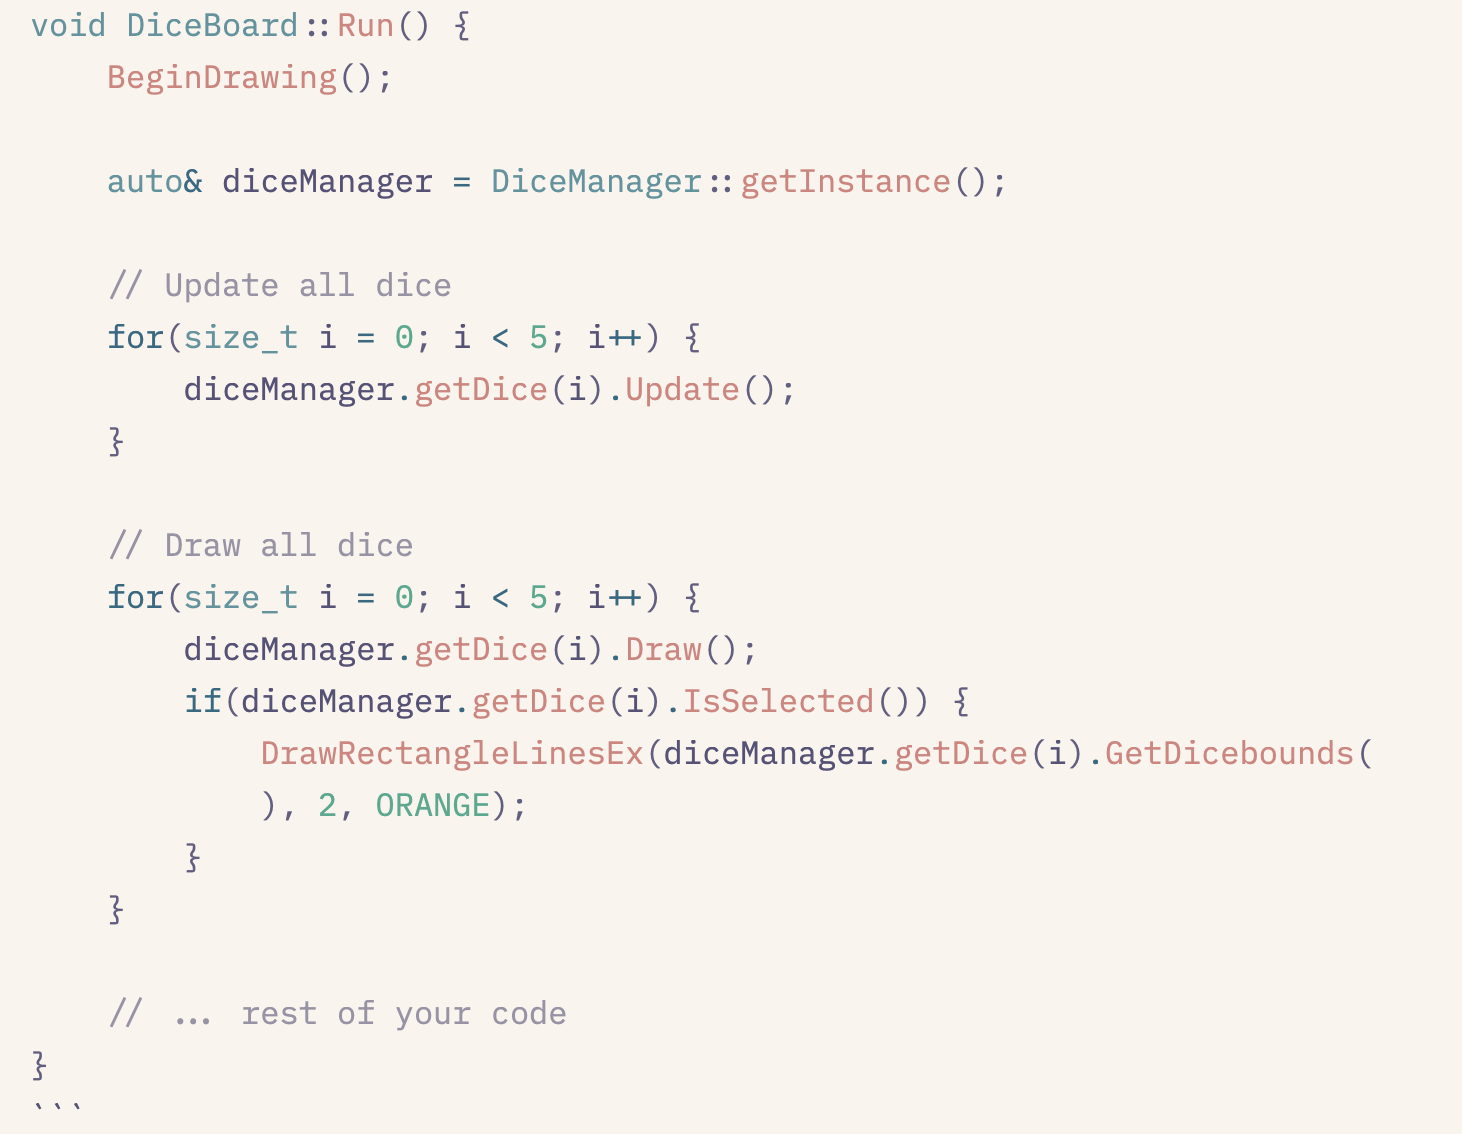 void DiceBoard::Run() {
    BeginDrawing();

    auto& diceManager = DiceManager::getInstance();

    // Update all dice
    for(size_t i = 0; i < 5; i++) {
        diceManager.getDice(i).Update();
    }

    // Draw all dice
    for(size_t i = 0; i < 5; i++) {
        diceManager.getDice(i).Draw();
        if(diceManager.getDice(i).IsSelected()) {
            DrawRectangleLinesEx(diceManager.getDice(i).GetDicebounds(
            ), 2, ORANGE);
        }
    }

    // ... rest of your code
}
```